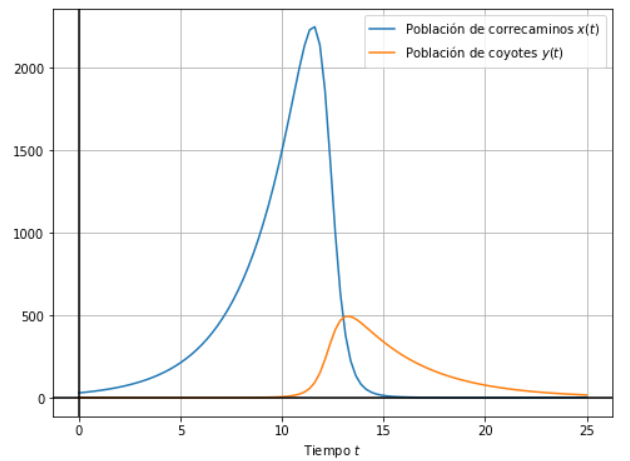 Población de correcaminos x(t)
Población de coyotes y(t)
2000
1500
1000
500
0
0 5 10 15 20 25
Tiempo t